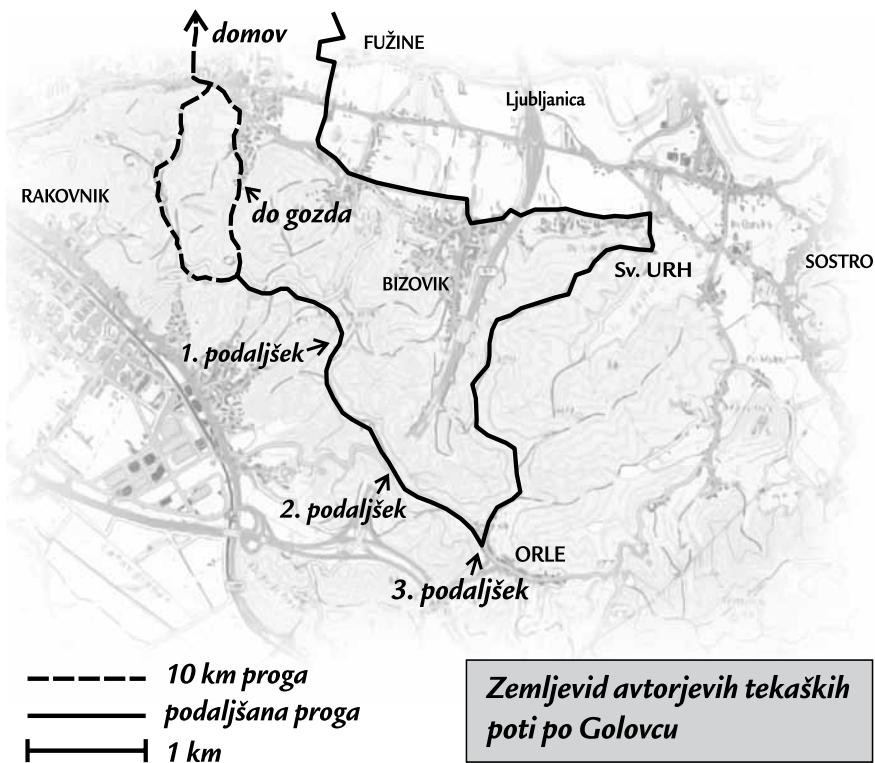 domov
FUŽINE
Ljubljanica
RAKOVNIK
do gozda
SOSTRO
Sv. URH
BIZOVIK
1. podaljšek
2. podaljšek
ORLE
3. podaljšek
10 km proga
podaljšana proga
1 km
Zemljevid avtorjevih tekaških
poti po Golovcu